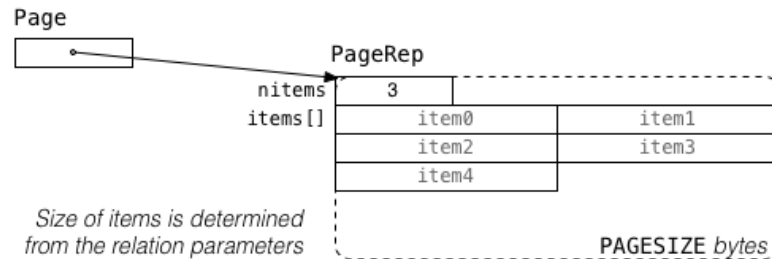 Page
PageRep
nitems 3
items[] item0 item1
item2 item3
item4
Size of items is determined
from the relation parameters
PAGESIZE bytes